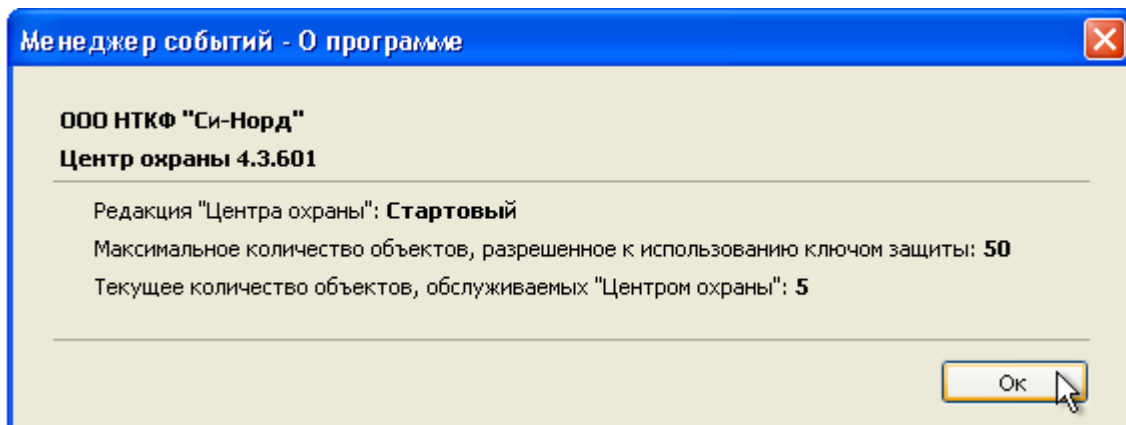 Менеджер событий - О программе
ООО НТКФ "Си-Норд"
Центр охраны 4.3.601
Редакция "Центра охраны": Стартовый
Максимальное количество объектов, разрешенное к использованию ключом защиты: 50
Текущее количество объектов, обслуживаемых "Центром охраны": 5
Ок